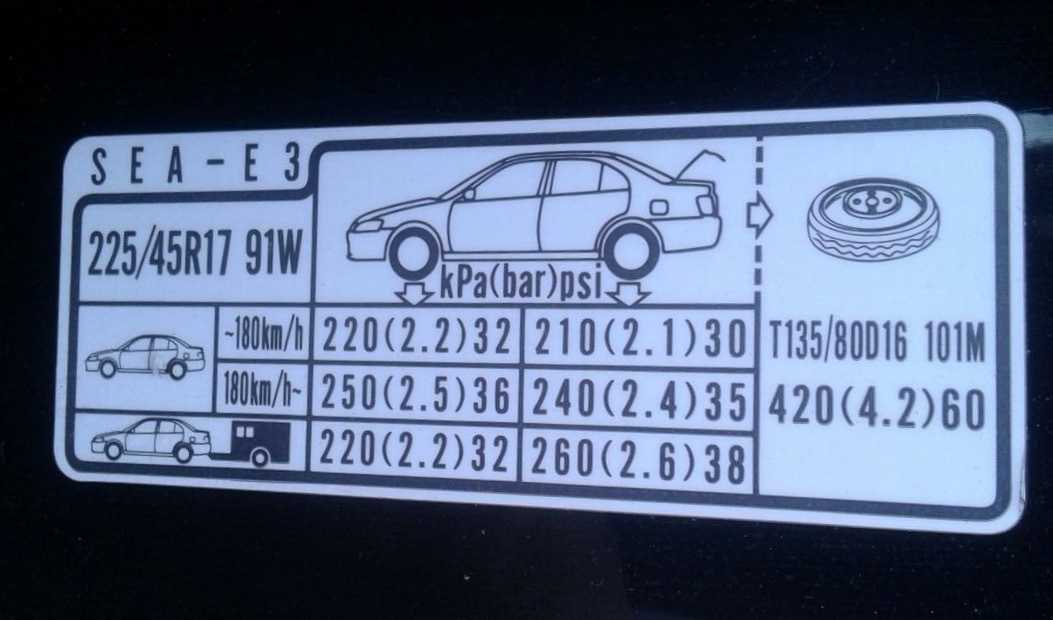 SEA-E3
225/45R17 91W
kPa(bar)psi
~180km/h 220(2.2)32 210(2.1)30
180km/h~ 250(2.5)36 240(2.4)35
220(2.2)32 260(2.6)38
T135/80D16 101M
420(4.2)60